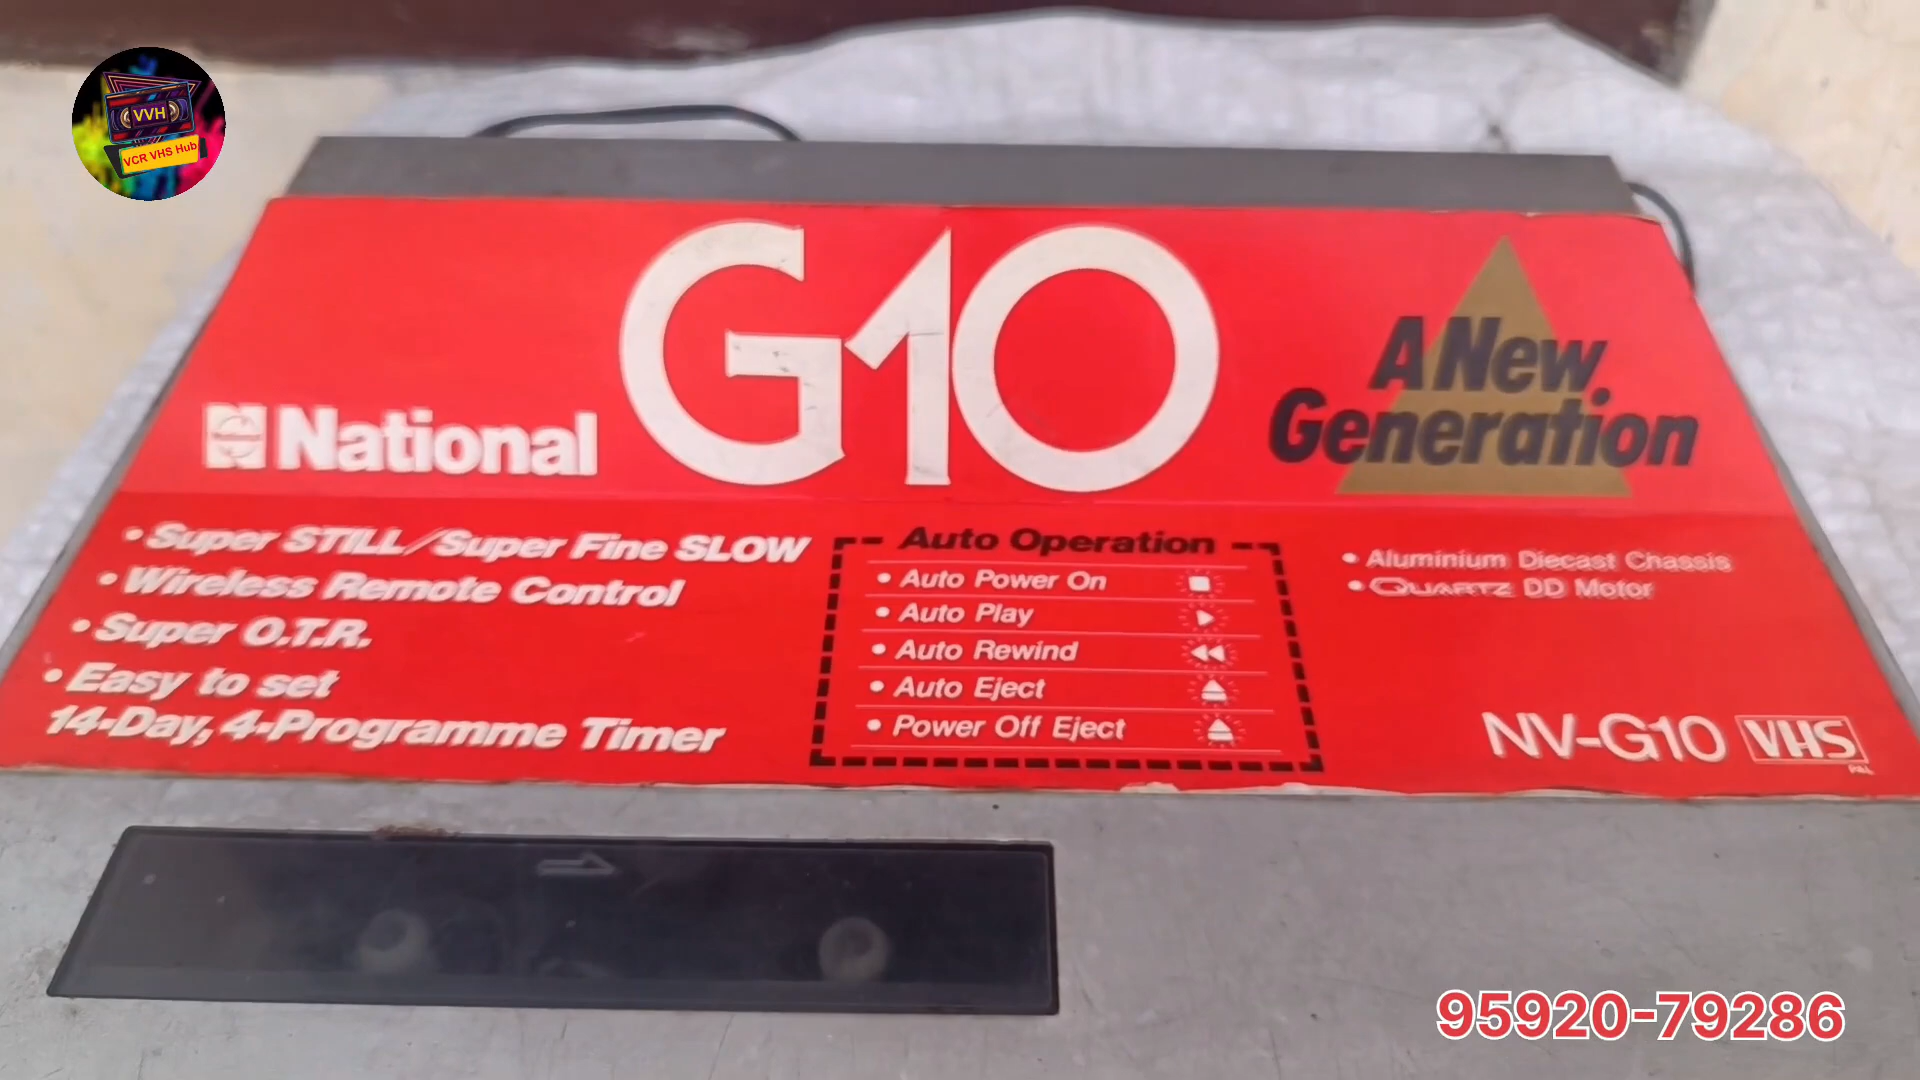 VVH
VCR VHS Hub
G10
National
A New
Generation
• Super STILL/Super Fine SLOW
• Wireless Remote Control
• Super O.T.R.
• Easy to set
14-Day, 4-Programme Timer
Auto Operation
• Auto Power On
• Auto Play
• Auto Rewind
• Auto Eject
• Power Off Eject
• Aluminium Diecast Chassis
• QUARTZ DD Motor
NV-G10 VHS
PAL
95920-79286